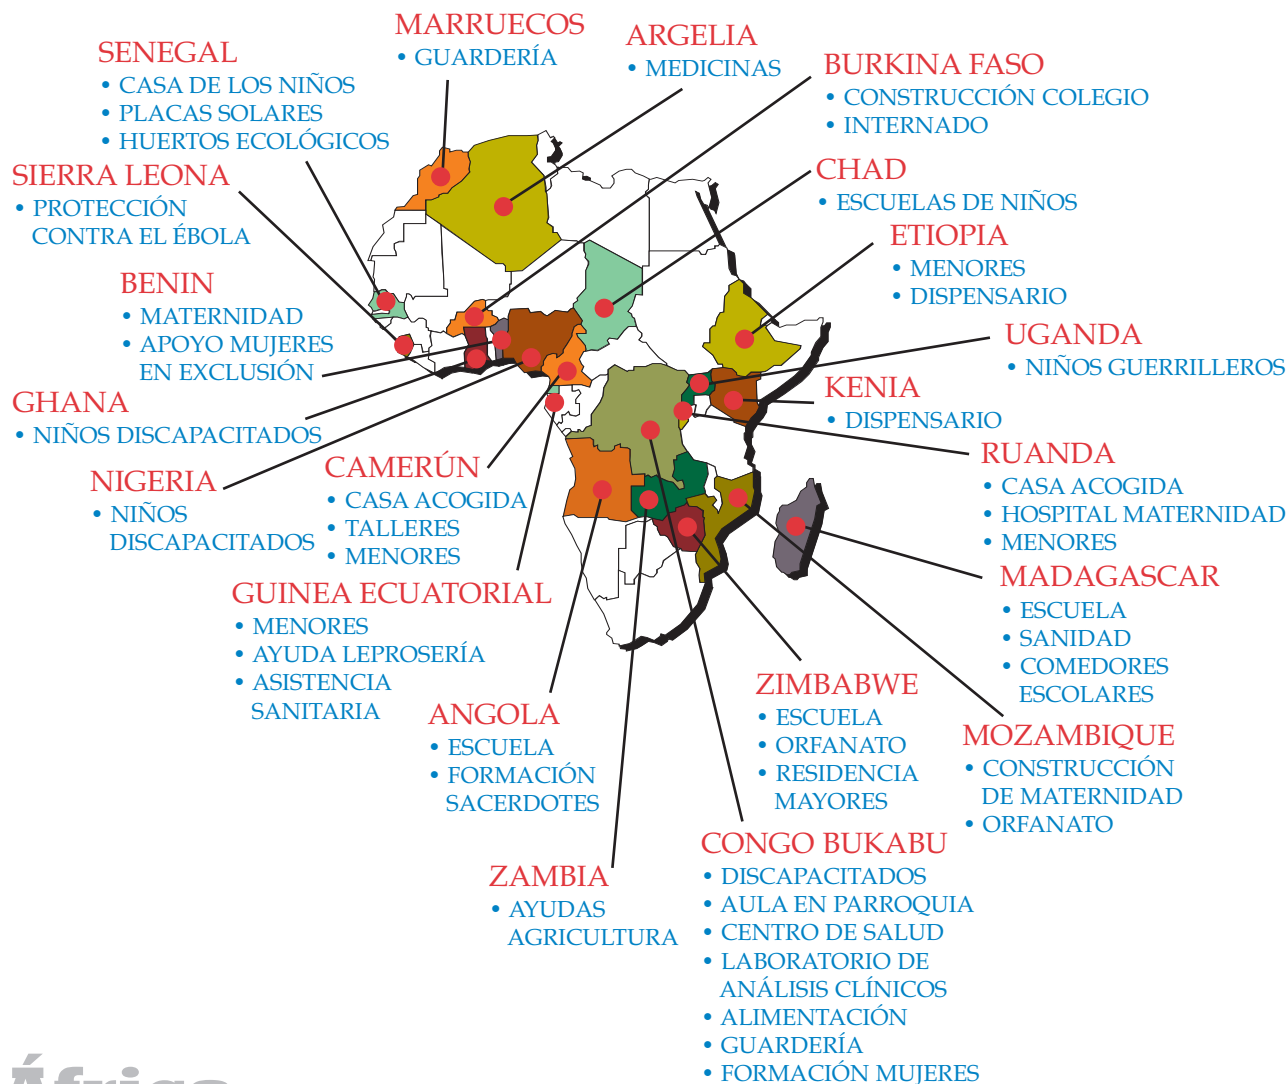 MARRUECOS
• GUARDERÍA
ARGELIA
• MEDICINAS
SENEGAL
• CASA DE LOS NIÑOS
• PLACAS SOLARES
• HUERTOS ECOLÓGICOS
BURKINA FASO
• CONSTRUCCIÓN COLEGIO
• INTERNADO
SIERRA LEONA
• PROTECCIÓN
CONTRA EL ÉBOLA
CHAD
• ESCUELAS DE NIÑOS
ETIOPIA
• MENORES
• DISPENSARIO
BENIN
• MATERNIDAD
• APOYO MUJERES
EN EXCLUSIÓN
UGANDA
• NIÑOS GUERRILLEROS
GHANA
• NIÑOS DISCAPACITADOS
KENIA
• DISPENSARIO
NIGERIA
• NIÑOS
DISCAPACITADOS
CAMERÚN
• CASA ACOGIDA
• TALLERES
• MENORES
RUANDA
• CASA ACOGIDA
• HOSPITAL MATERNIDAD
• MENORES
GUINEA ECUATORIAL
• MENORES
• AYUDA LEPROSERÍA
• ASISTENCIA
SANITARIA
MADAGASCAR
• ESCUELA
• SANIDAD
• COMEDORES
ESCOLARES
ANGOLA
• ESCUELA
• FORMACIÓN
SACERDOTES
ZIMBABWE
• ESCUELA
• ORFANATO
• RESIDENCIA
MAYORES
MOZAMBIQUE
• CONSTRUCCIÓN
DE MATERNIDAD
• ORFANATO
ZAMBIA
• AYUDAS
AGRICULTURA
CONGO BUKABU
• DISCAPACITADOS
• AULA EN PARROQUIA
• CENTRO DE SALUD
• LABORATORIO DE
ANÁLISIS CLÍNICOS
• ALIMENTACIÓN
• GUARDERÍA
• FORMACIÓN MUJERES
África